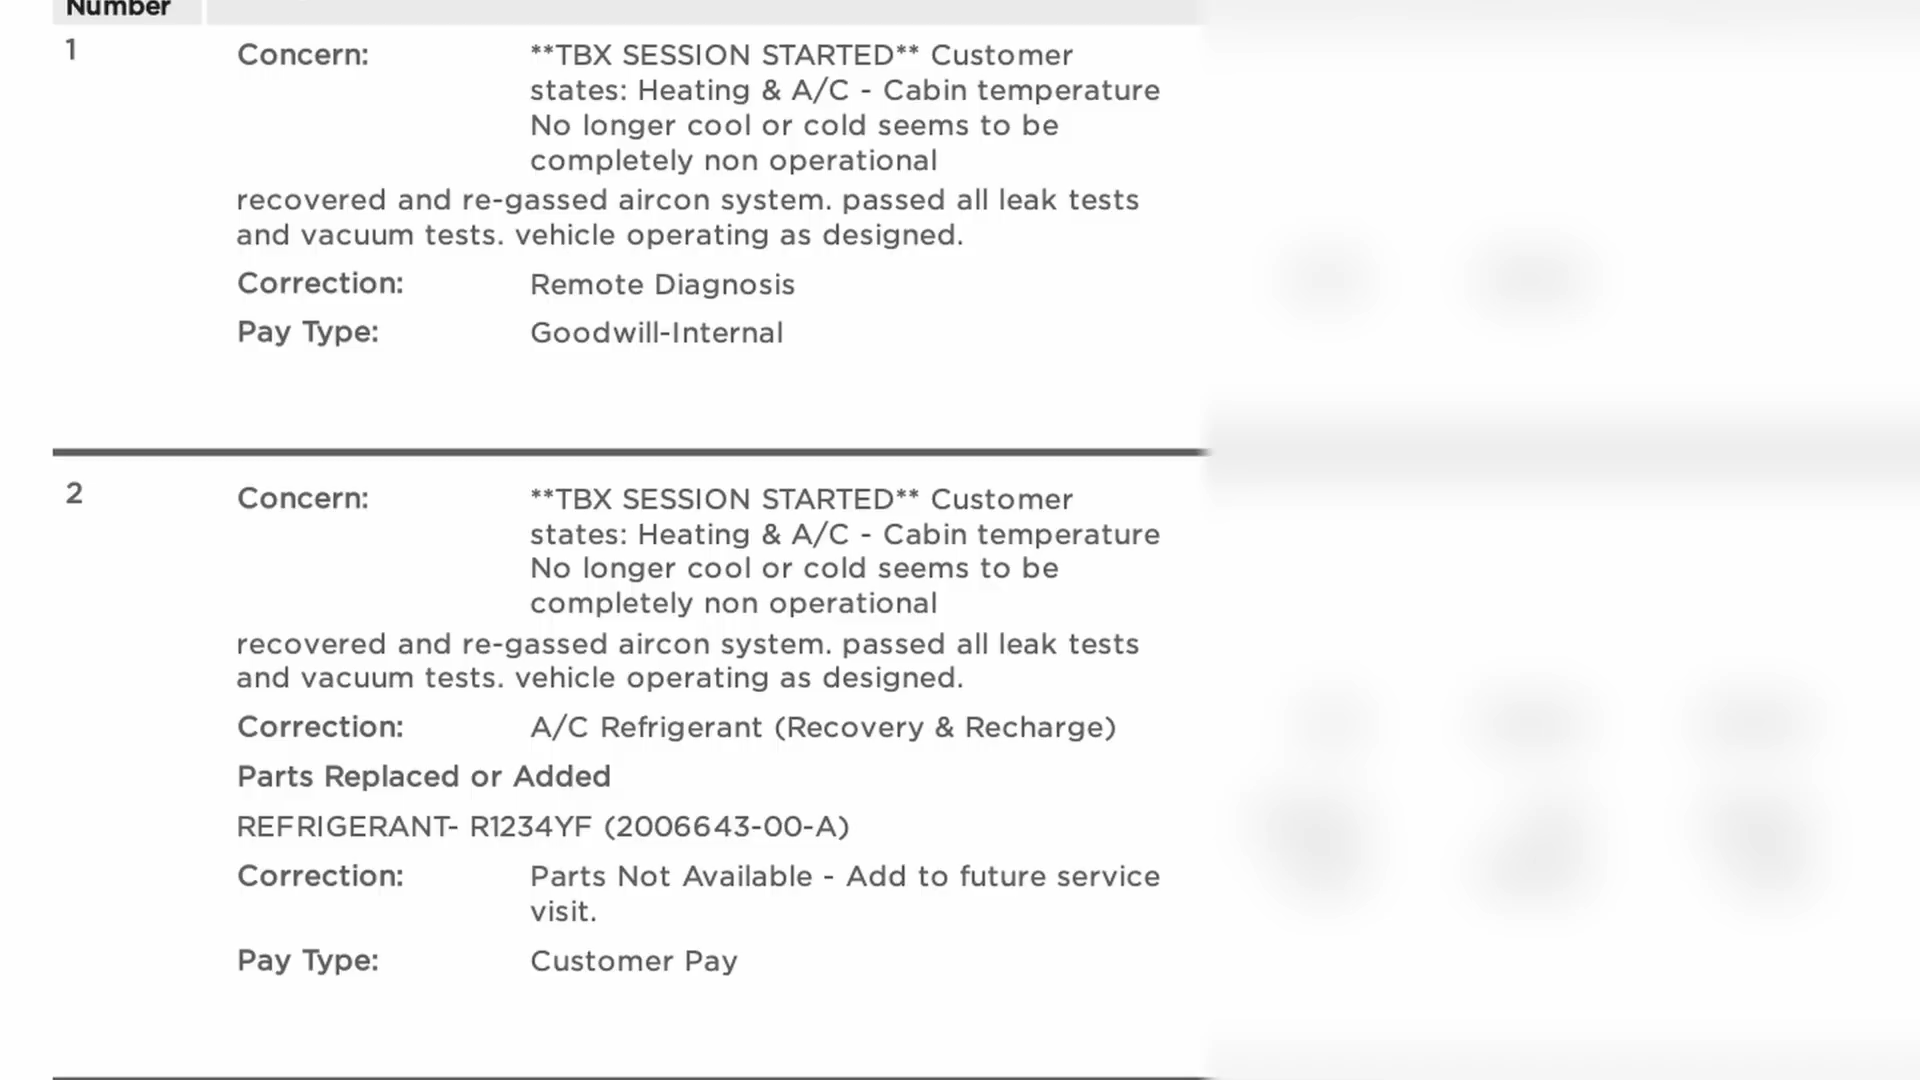 Number
1
Concern: **TBX SESSION STARTED** Customer
states: Heating & A/C - Cabin temperature
No longer cool or cold seems to be
completely non operational
recovered and re-gassed aircon system. passed all leak tests
and vacuum tests. vehicle operating as designed.
Correction: Remote Diagnosis
Pay Type: Goodwill-Internal
2
Concern: **TBX SESSION STARTED** Customer
states: Heating & A/C - Cabin temperature
No longer cool or cold seems to be
completely non operational
recovered and re-gassed aircon system. passed all leak tests
and vacuum tests. vehicle operating as designed.
Correction: A/C Refrigerant (Recovery & Recharge)
Parts Replaced or Added
REFRIGERANT- R1234YF (2006643-00-A)
Correction: Parts Not Available - Add to future service
visit.
Pay Type: Customer Pay